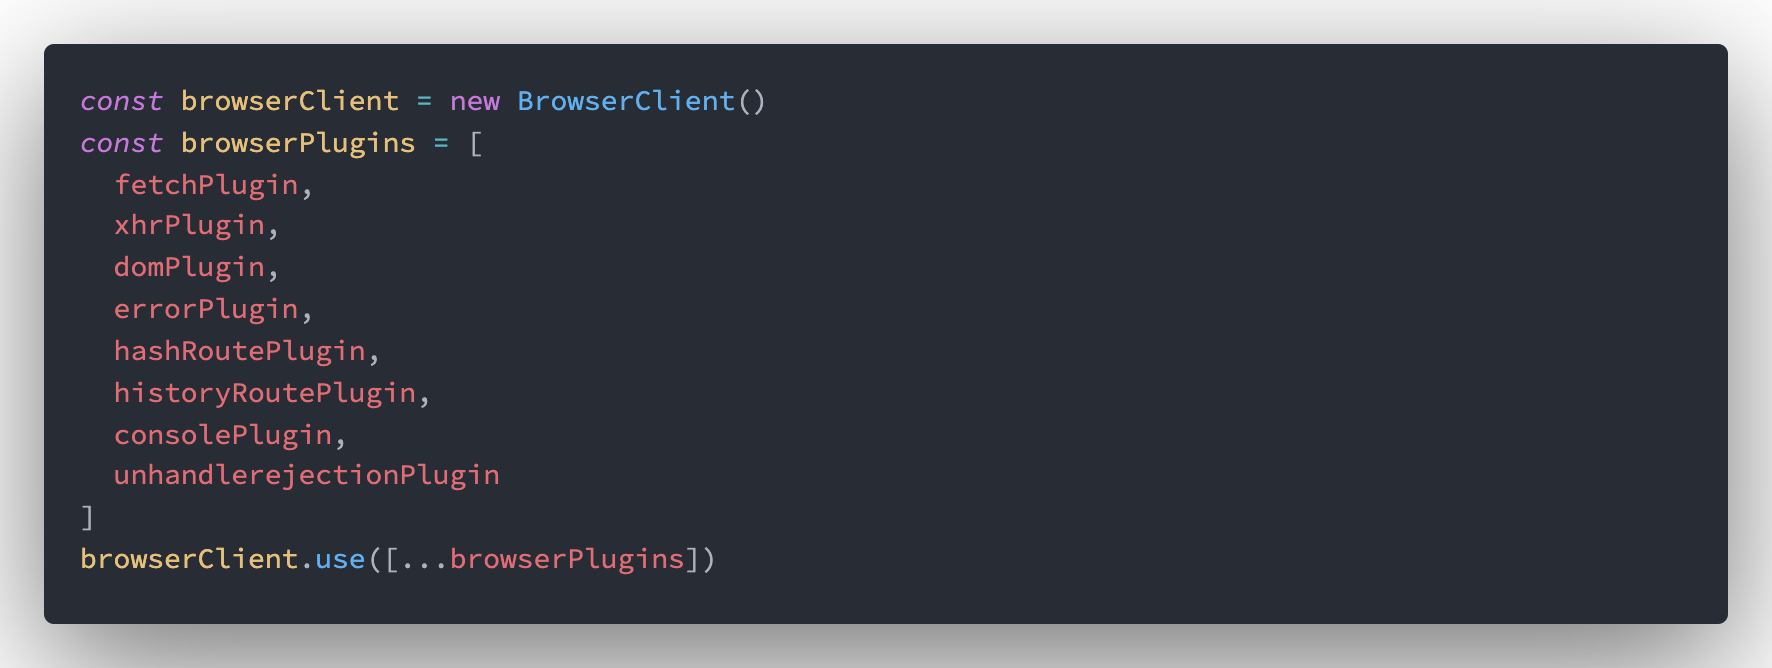 const browserClient = new BrowserClient()
const browserPlugins = [
  fetchPlugin,
  xhrPlugin,
  domPlugin,
  errorPlugin,
  hashRoutePlugin,
  historyRoutePlugin,
  consolePlugin,
  unhandlerejectionPlugin
]
browserClient.use([...browserPlugins])